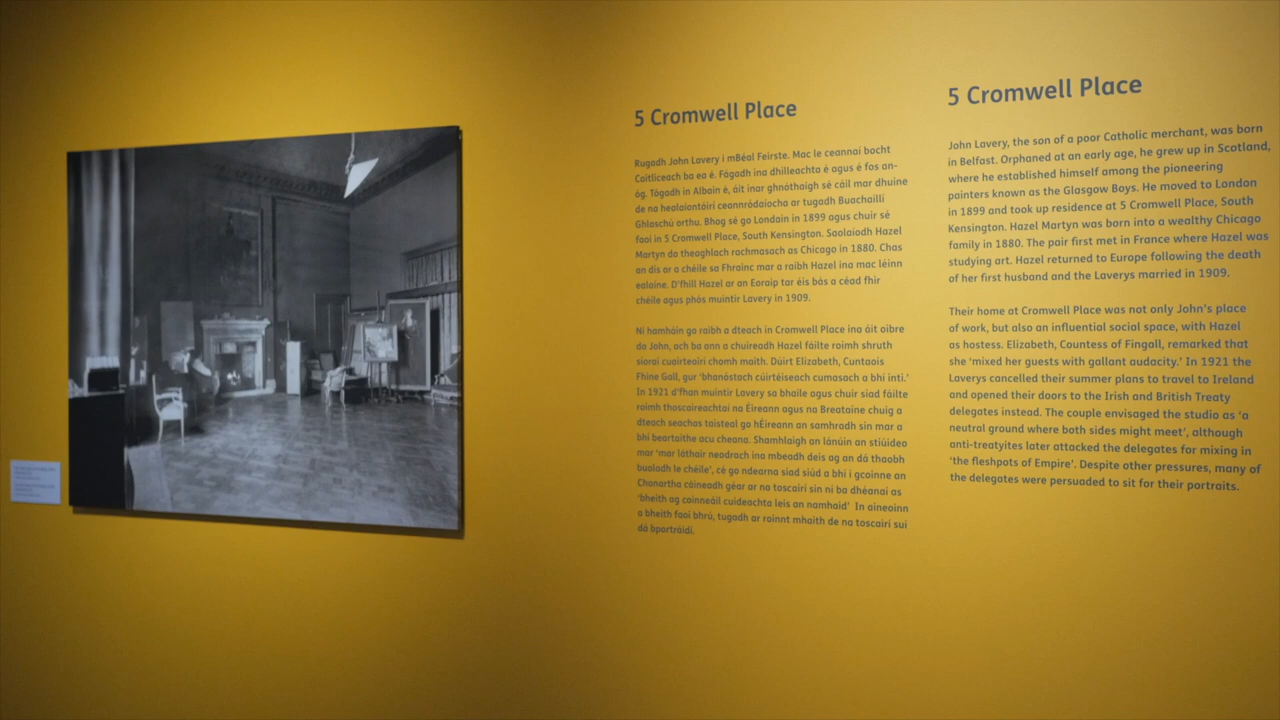 5 Cromwell Place
Rugadh John Lavery i mBéal Feirste. Mac le ceannaí bocht
Caitliceach ba ea é. Fágadh ina dhílleachta é agus é fós an-
óg. Tógadh in Albain é, áit inar ghnóthaigh sé cáil mar dhuine
de na healaíontóirí ceannródaíocha ar tugadh Buachaillí
Ghlaschú orthu. Bhog sé go Londain in 1899 agus chuir sé
faoi in 5 Cromwell Place, South Kensington. Saolaíodh Hazel
Martyn do theaghlach rachmasach as Chicago in 1880. Chas
an dís ar a chéile sa Fhrainc mar a raibh Hazel ina mac léinn
ealaíne. D'fhill Hazel ar an Eoraip tar éis bás a céad fhir
chéile agus phós muintir Lavery in 1909.
Ní hamháin go raibh a dteach in Cromwell Place ina áit oibre
do John, ach ba ann a chuireadh Hazel fáilte roimh shruth
síoraí cuairteoirí chomh maith. Dúirt Elizabeth, Cuntaois
Fhine Gall, gur 'bhanóstach cúirtéiseach cumasach a bhí inti.'
In 1921 d'fhan muintir Lavery sa bhaile agus chuir siad fáilte
roimh thoscaireachtaí na Éireann agus na Breataine chuig a
dteach seachas taisteal go hÉireann an samhradh sin mar a
bhí beartaithe acu cheana. Shamhlaigh an lánúin an stiúideo
mar 'mar láthair neodrach ina mbeadh deis ag an dá thaobh
bualadh le chéile', cé go ndearna siad siúd a bhí i gcoinne an
Chonartha cáineadh géar ar na toscairí sin ní ba dhéanaí as
'bheith ag coinneáil cuideachta leis an namhaid' In aineoinn
a bheith faoi bhrú, tugadh ar roinnt mhaith de na toscairí suí
dá bportráidí.
5 Cromwell Place
John Lavery, the son of a poor Catholic merchant, was born
in Belfast. Orphaned at an early age, he grew up in Scotland,
where he established himself among the pioneering
painters known as the Glasgow Boys. He moved to London
in 1899 and took up residence at 5 Cromwell Place, South
Kensington. Hazel Martyn was born into a wealthy Chicago
family in 1880. The pair first met in France where Hazel was
studying art. Hazel returned to Europe following the death
of her first husband and the Laverys married in 1909.
Their home at Cromwell Place was not only John's place
of work, but also an influential social space, with Hazel
as hostess. Elizabeth, Countess of Fingall, remarked that
she 'mixed her guests with gallant audacity.' In 1921 the
Laverys cancelled their summer plans to travel to Ireland
and opened their doors to the Irish and British Treaty
delegates instead. The couple envisaged the studio as 'a
neutral ground where both sides might meet', although
anti-treatyites later attacked the delegates for mixing in
'the fleshpots of Empire'. Despite other pressures, many of
the delegates were persuaded to sit for their portraits.